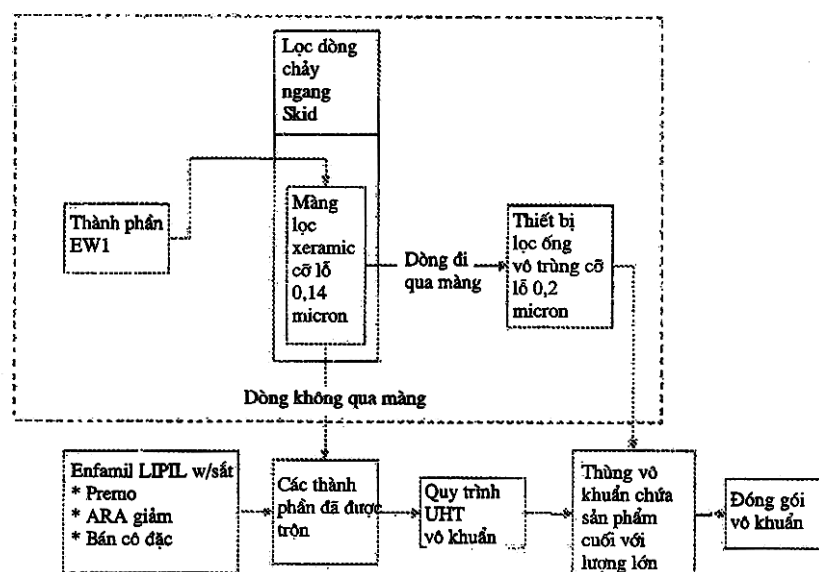 Lọc dòng
chảy
ngang
Skid
Thành phần
EW1
Màng
lọc
xeramic
cỡ lỗ
0,14
micron
Dòng đi
qua màng
Thiết bị
lọc ống
vô trùng cỡ
lỗ 0,2
micron
Dòng không qua màng
Enfamil LIPIL w/sắt
* Premo
* ARA giảm
* Bán cô đặc
Các thành
phần đã được
trộn
Quy trình
UHT
vô khuẩn
Thùng vô
khuẩn chứa
sản phẩm
cuối với
lượng lớn
Đóng gói
vô khuẩn